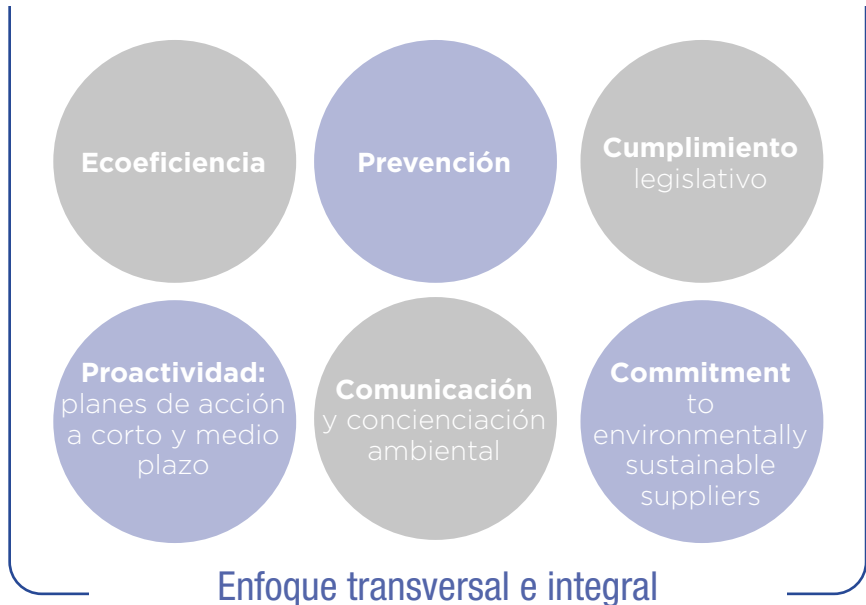 Ecoeficiencia
Prevención
Cumplimiento
legislativo
Proactividad:
planes de acción
a corto y medio
plazo
Comunicación
y concienciación
ambiental
Commitment
to
environmentally
sustainable
suppliers
Enfoque transversal e integral